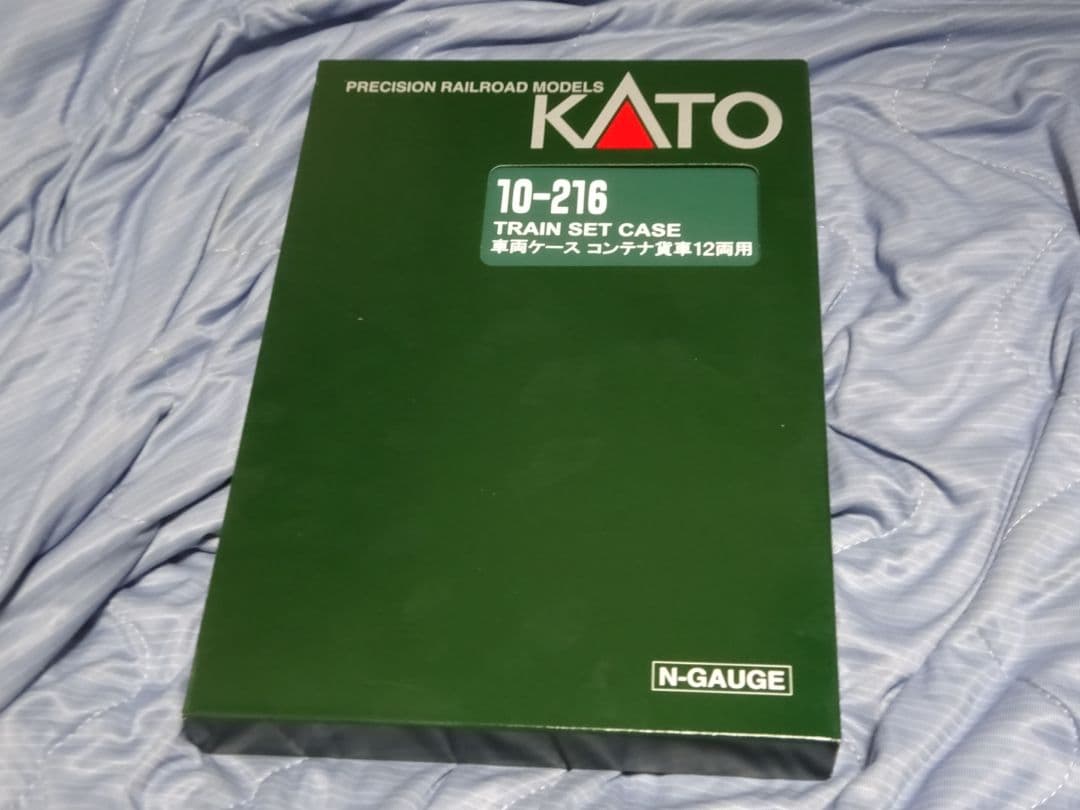 PRECISION RAILROAD MODELS
KATO
10-216
TRAIN SET CASE
車両ケース コンテナ貨車12両用
N-GAUGE